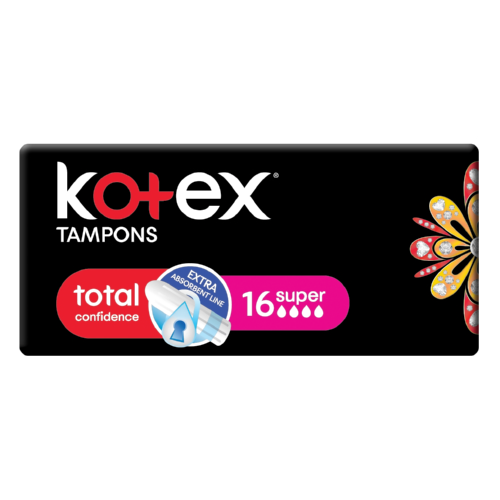 kotex®
TAMPONS
total
confidence
EXTRA
ABSORBENT LINE
16 super